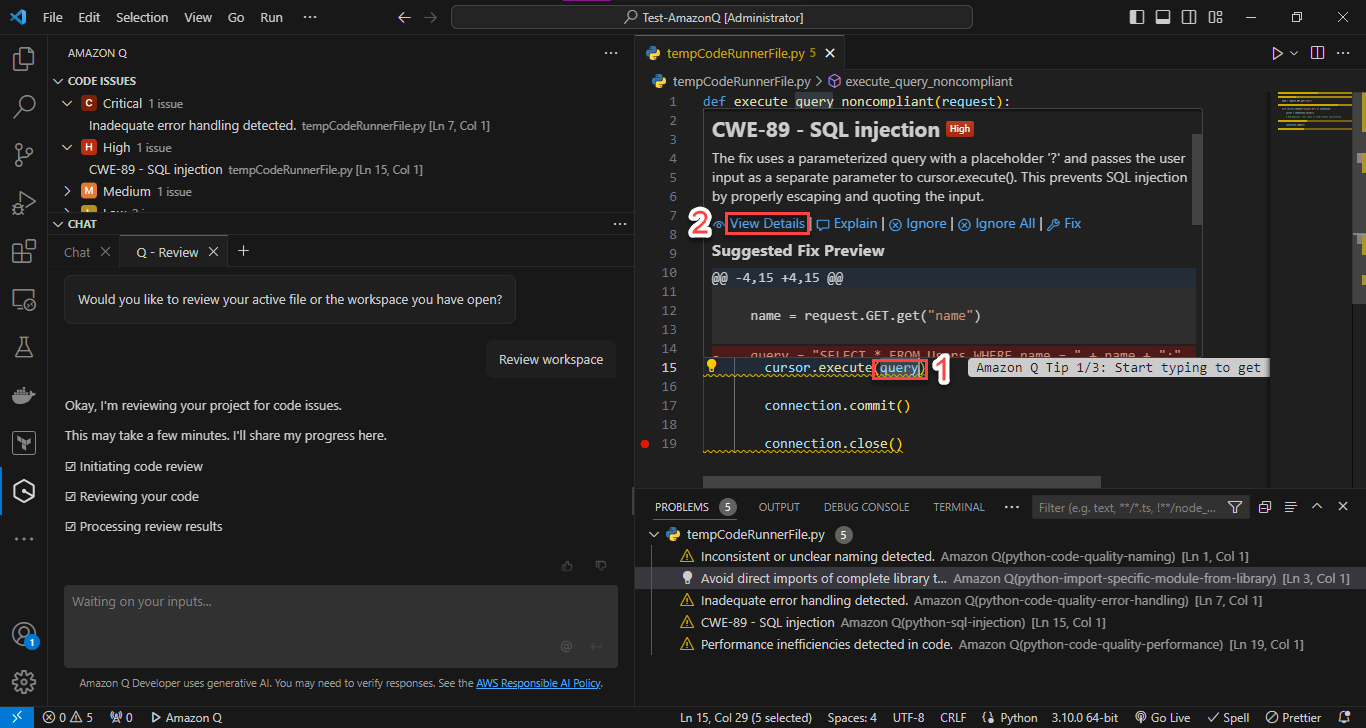 File Edit Selection View Go Run ···
Test-AmazonQ [Administrator]
AMAZON Q
CODE ISSUES
C Critical 1 issue
Inadequate error handling detected. tempCodeRunnerFile.py [Ln 7, Col 1]
H High 1 issue
CWE-89 - SQL injection tempCodeRunnerFile.py [Ln 15, Col 1]
M Medium 1 issue
CHAT
Chat
Q - Review
Would you like to review your active file or the workspace you have open?
Review workspace
Okay, I'm reviewing your project for code issues.
This may take a few minutes. I'll share my progress here.
☑ Initiating code review
☑ Reviewing your code
☑ Processing review results
Waiting on your inputs...
@
Amazon Q Developer uses generative AI. You may need to verify responses. See the AWS Responsible AI Policy.
1
tempCodeRunnerFile.py 5
tempCodeRunnerFile.py > execute_query_noncompliant
1 def execute_query_noncompliant(request):
2
3
4
5
6
7
8
9
10
11
12
13
14
CWE-89 - SQL injection High
The fix uses a parameterized query with a placeholder '?' and passes the user
input as a separate parameter to cursor.execute(). This prevents SQL injection
by properly escaping and quoting the input.
2 View Details | Explain | Ignore | Ignore All | Fix
Suggested Fix Preview
@@ -4,15 +4,15 @@
name = request.GET.get("name")
- query = "SELECT * FROM Users WHERE name = " + name + ";"
15 cursor.execute(query) 1 Amazon Q Tip 1/3: Start typing to get
16
17 connection.commit()
18
19 connection.close()
PROBLEMS 5 OUTPUT DEBUG CONSOLE TERMINAL ··· Filter (e.g. text, **/*.ts, !**/node_...
tempCodeRunnerFile.py 5
Inconsistent or unclear naming detected. Amazon Q(python-code-quality-naming) [Ln 1, Col 1]
Avoid direct imports of complete library t... Amazon Q(python-import-specific-module-from-library) [Ln 3, Col 1]
Inadequate error handling detected. Amazon Q(python-code-quality-error-handling) [Ln 7, Col 1]
CWE-89 - SQL injection Amazon Q(python-sql-injection) [Ln 15, Col 1]
Performance inefficiencies detected in code. Amazon Q(python-code-quality-performance) [Ln 19, Col 1]
0 5 0 Amazon Q Ln 15, Col 29 (5 selected) Spaces: 4 UTF-8 CRLF Python 3.10.0 64-bit Go Live Spell Prettier